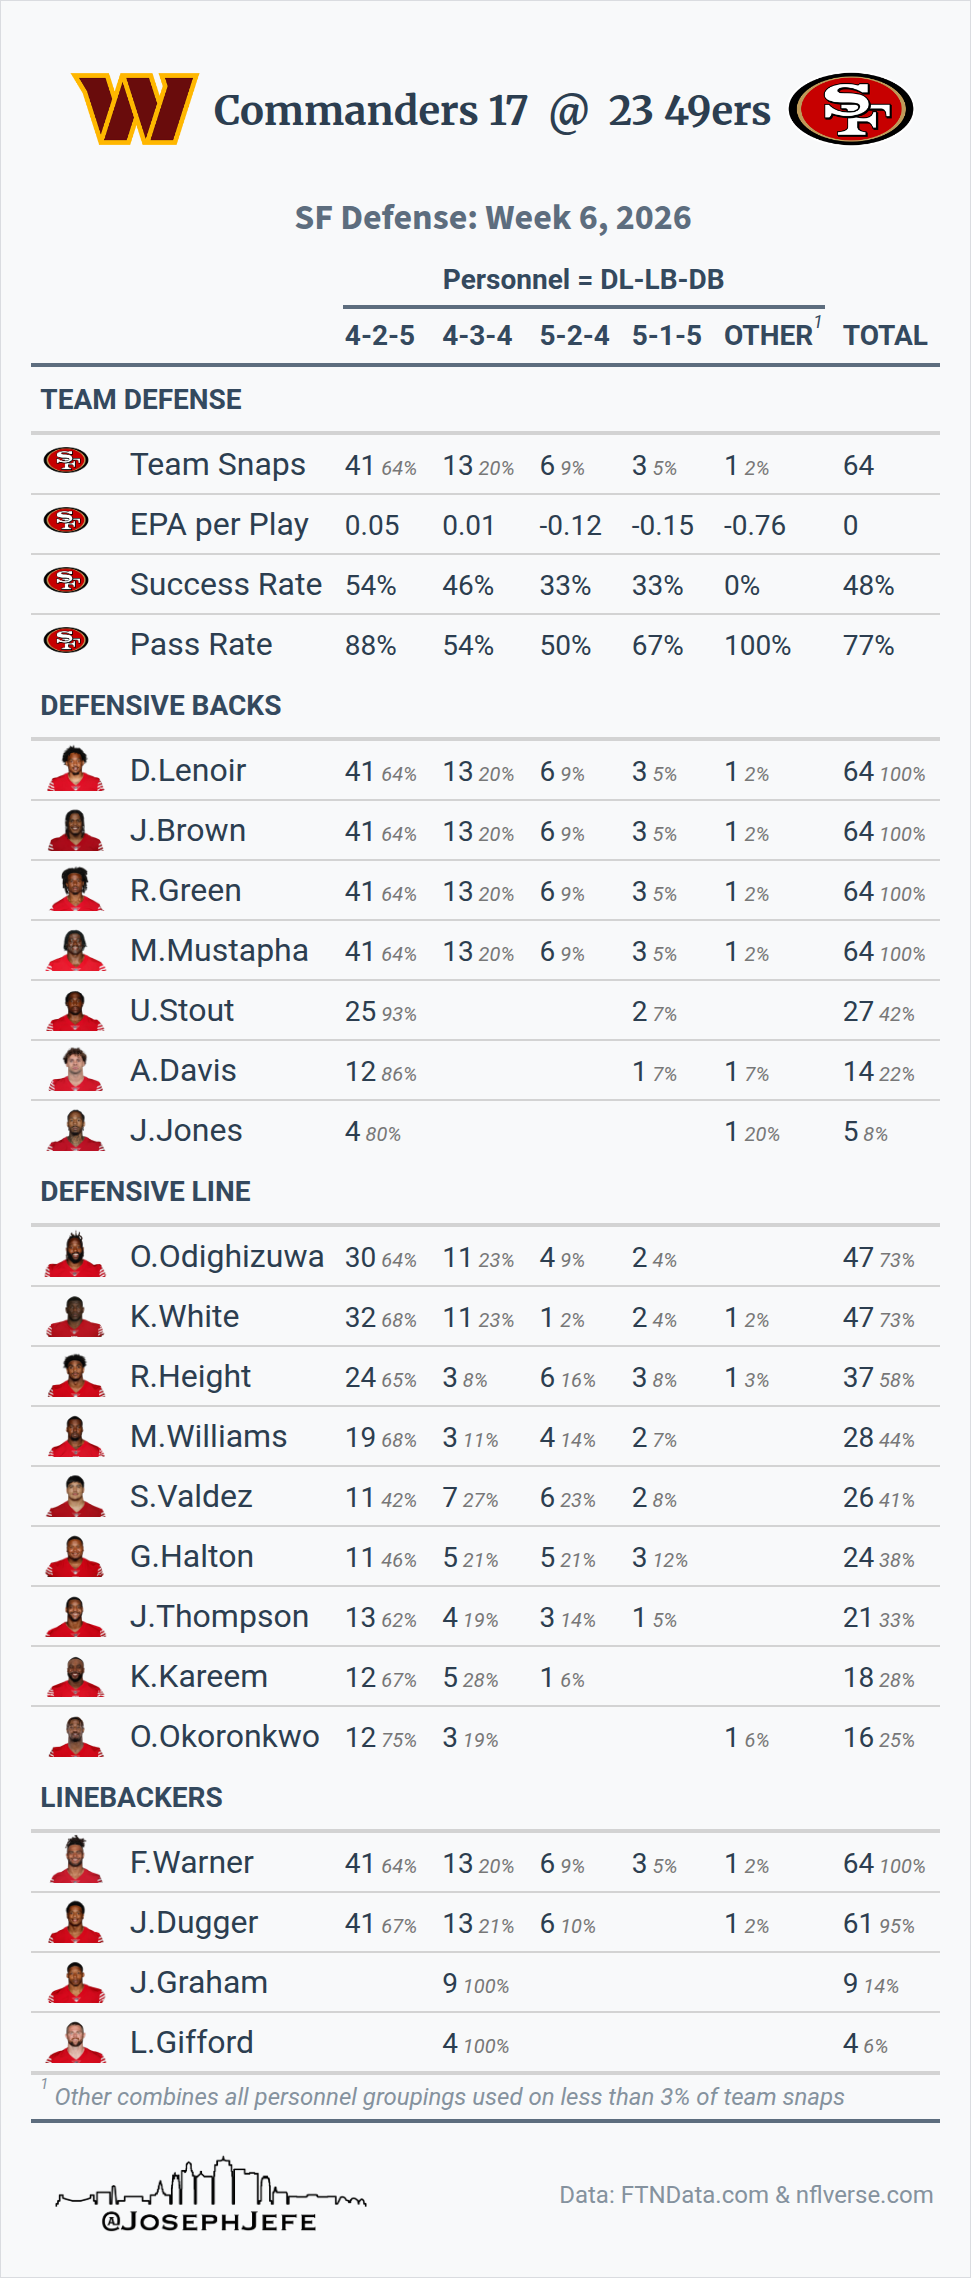 Commanders 17 @ 23 49ers
SF Defense: Week 6, 2026
Personnel = DL-LB-DB
4-2-5 4-3-4 5-2-4 5-1-5 OTHER1 TOTAL
TEAM DEFENSE
Team Snaps 41 64% 13 20% 6 9% 3 5% 1 2% 64
EPA per Play 0.05 0.01 -0.12 -0.15 -0.76 0
Success Rate 54% 46% 33% 33% 0% 48%
Pass Rate 88% 54% 50% 67% 100% 77%
DEFENSIVE BACKS
D.Lenoir 41 64% 13 20% 6 9% 3 5% 1 2% 64 100%
J.Brown 41 64% 13 20% 6 9% 3 5% 1 2% 64 100%
R.Green 41 64% 13 20% 6 9% 3 5% 1 2% 64 100%
M.Mustapha 41 64% 13 20% 6 9% 3 5% 1 2% 64 100%
U.Stout 25 93% 2 7% 27 42%
A.Davis 12 86% 1 7% 1 7% 14 22%
J.Jones 4 80% 1 20% 5 8%
DEFENSIVE LINE
O.Odighizuwa 30 64% 11 23% 4 9% 2 4% 47 73%
K.White 32 68% 11 23% 1 2% 2 4% 1 2% 47 73%
R.Height 24 65% 3 8% 6 16% 3 8% 1 3% 37 58%
M.Williams 19 68% 3 11% 4 14% 2 7% 28 44%
S.Valdez 11 42% 7 27% 6 23% 2 8% 26 41%
G.Halton 11 46% 5 21% 5 21% 3 12% 24 38%
J.Thompson 13 62% 4 19% 3 14% 1 5% 21 33%
K.Kareem 12 67% 5 28% 1 6% 18 28%
O.Okoronkwo 12 75% 3 19% 1 6% 16 25%
LINEBACKERS
F.Warner 41 64% 13 20% 6 9% 3 5% 1 2% 64 100%
J.Dugger 41 67% 13 21% 6 10% 1 2% 61 95%
J.Graham 9 100% 9 14%
L.Gifford 4 100% 4 6%
1 Other combines all personnel groupings used on less than 3% of team snaps
@JOSEPHJEFE
Data: FTNData.com & nflverse.com